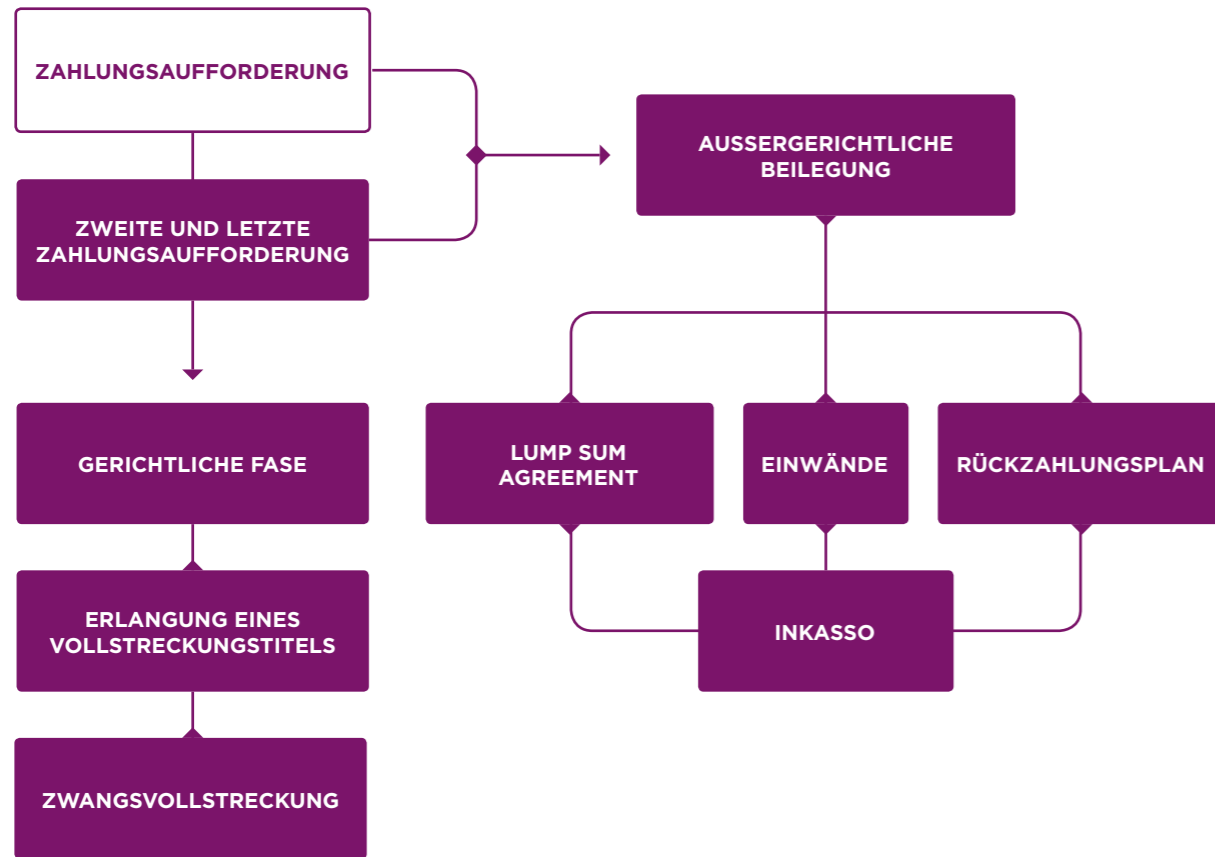 ZAHLUNGSAUFFORDERUNG
ZWEITE UND LETZTE
ZAHLUNGSAUFFORDERUNG
AUSSERGERICHTLICHE
BEILEGUNG
GERICHTLICHE FASE
LUMP SUM
AGREEMENT
EINWÄNDE
RÜCKZAHLUNGSPLAN
ERLANGUNG EINES
VOLLSTRECKUNGSTITELS
INKASSO
ZWANGSVOLLSTRECKUNG